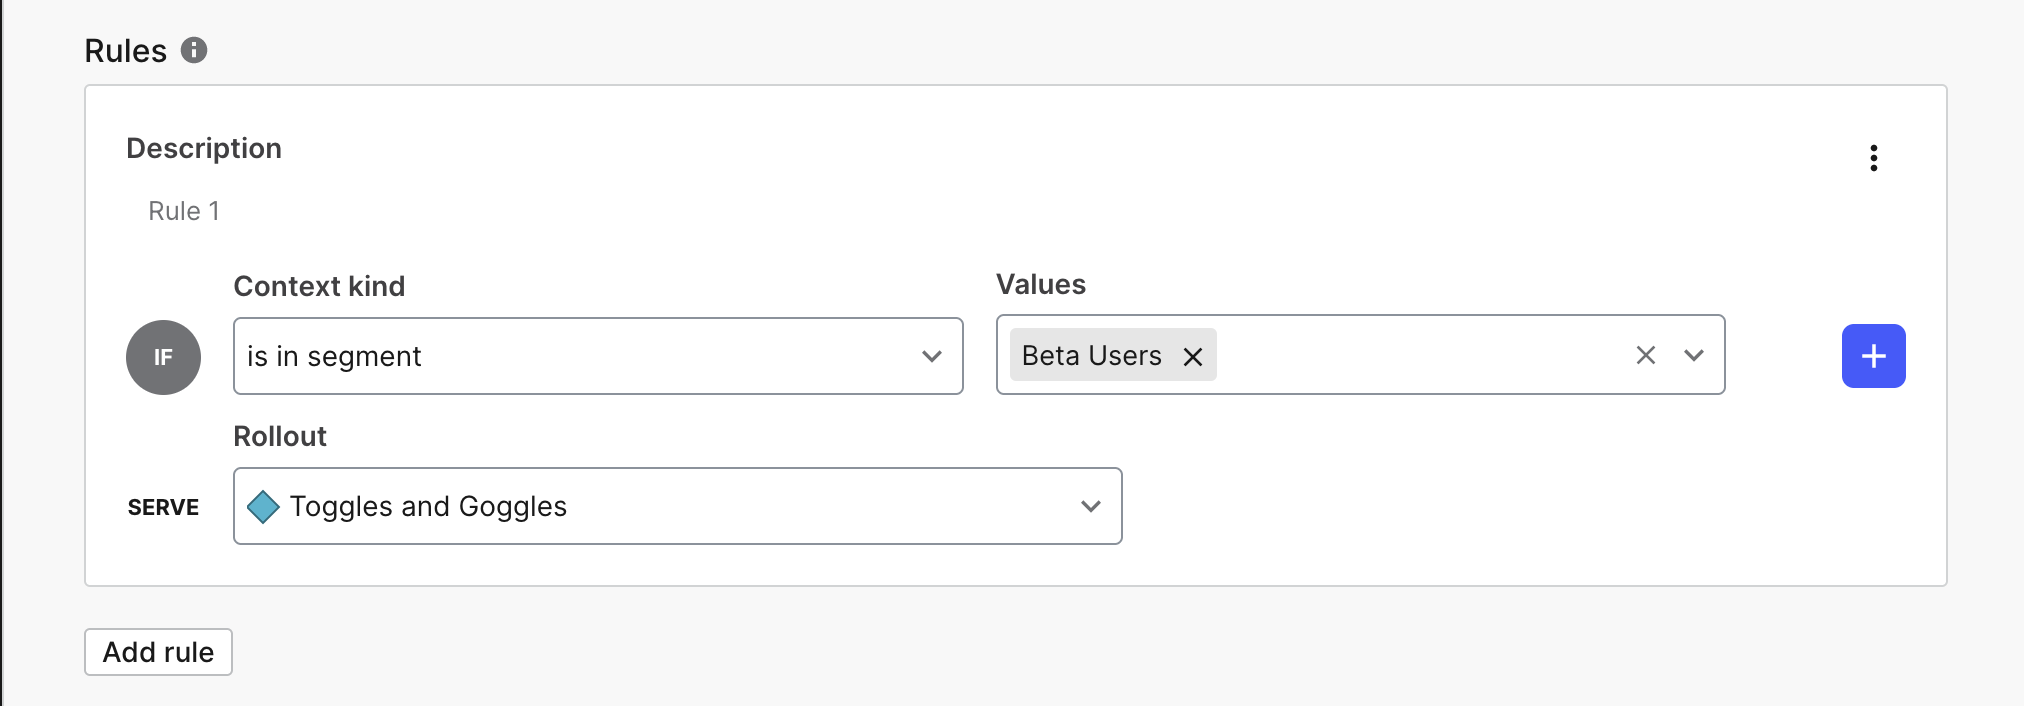 Rules
Description
Rule 1
Context kind
Values
IF
is in segment
Beta Users
Rollout
SERVE
Toggles and Goggles
Add rule